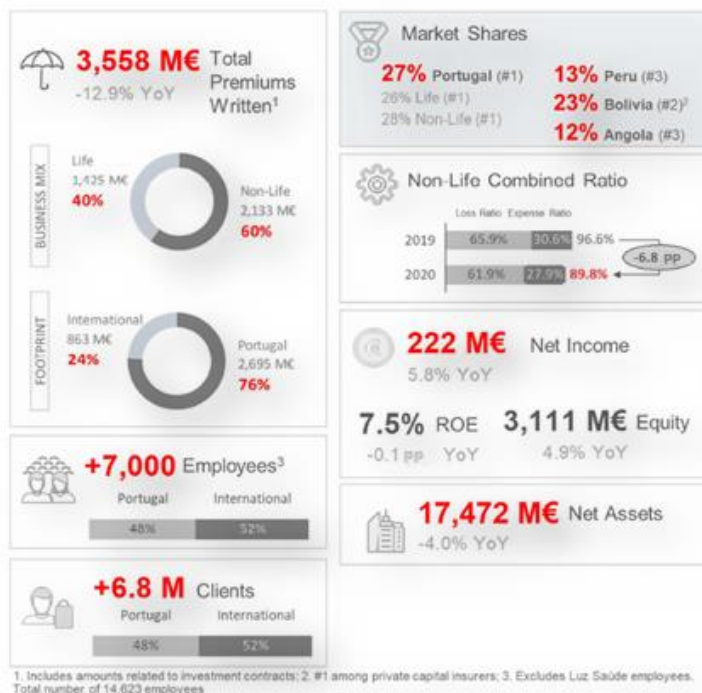 3,558 M€ Total
Premiums
Written¹
-12.9% YoY
BUSINESS MIX
Life
1,425 M€
40%
Non-Life
2,133 M€
60%
FOOTPRINT
International
863 M€
24%
Portugal
2,695 M€
76%
+7,000 Employees³
Portugal International
48% 52%
+6.8 M Clients
Portugal International
48% 52%
Market Shares
27% Portugal (#1)
26% Life (#1)
28% Non-Life (#1)
13% Peru (#3)
23% Bolivia (#2)²
12% Angola (#3)
Non-Life Combined Ratio
Loss Ratio Expense Ratio
2019 65.9% 30.6% 96.6%
-6.8 pp
2020 61.9% 27.9% 89.8%
222 M€ Net Income
5.8% YoY
7.5% ROE 3,111 M€ Equity
-0.1 pp YoY 4.9% YoY
17,472 M€ Net Assets
-4.0% YoY
1. Includes amounts related to investment contracts; 2. #1 among private capital insurers; 3. Excludes Luz Saúde employees.
Total number of 14,623 employees